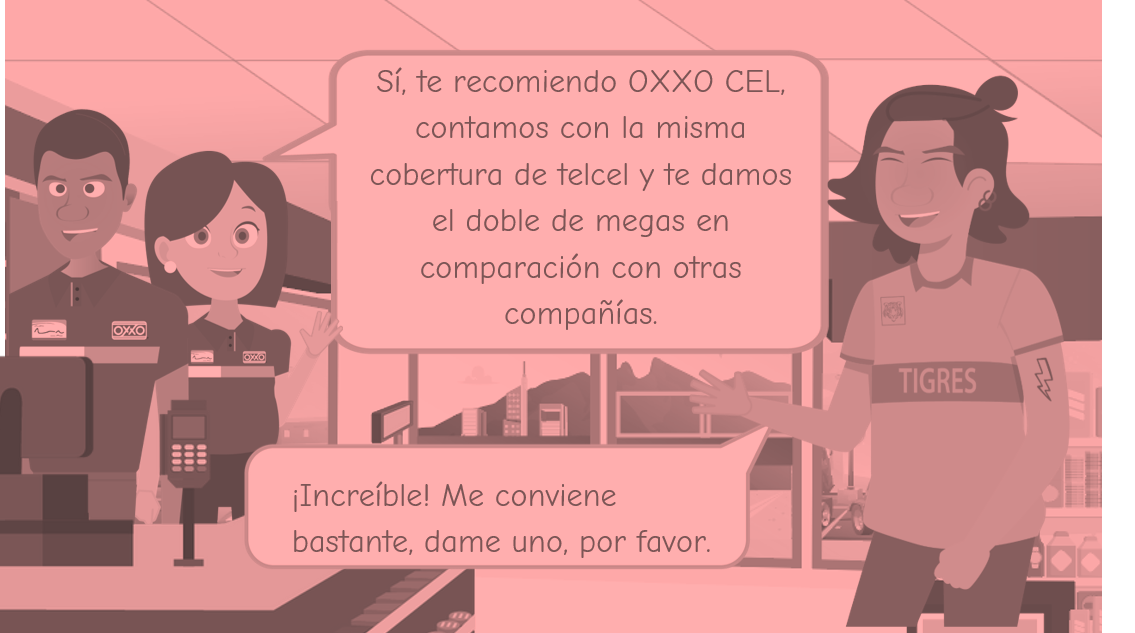 Sí, te recomiendo OXXO CEL,
contamos con la misma
cobertura de telcel y te damos
el doble de megas en
comparación con otras
compañías.
OXXO
OXXO
TIGRES
¡Increíble! Me conviene
bastante, dame uno, por favor.